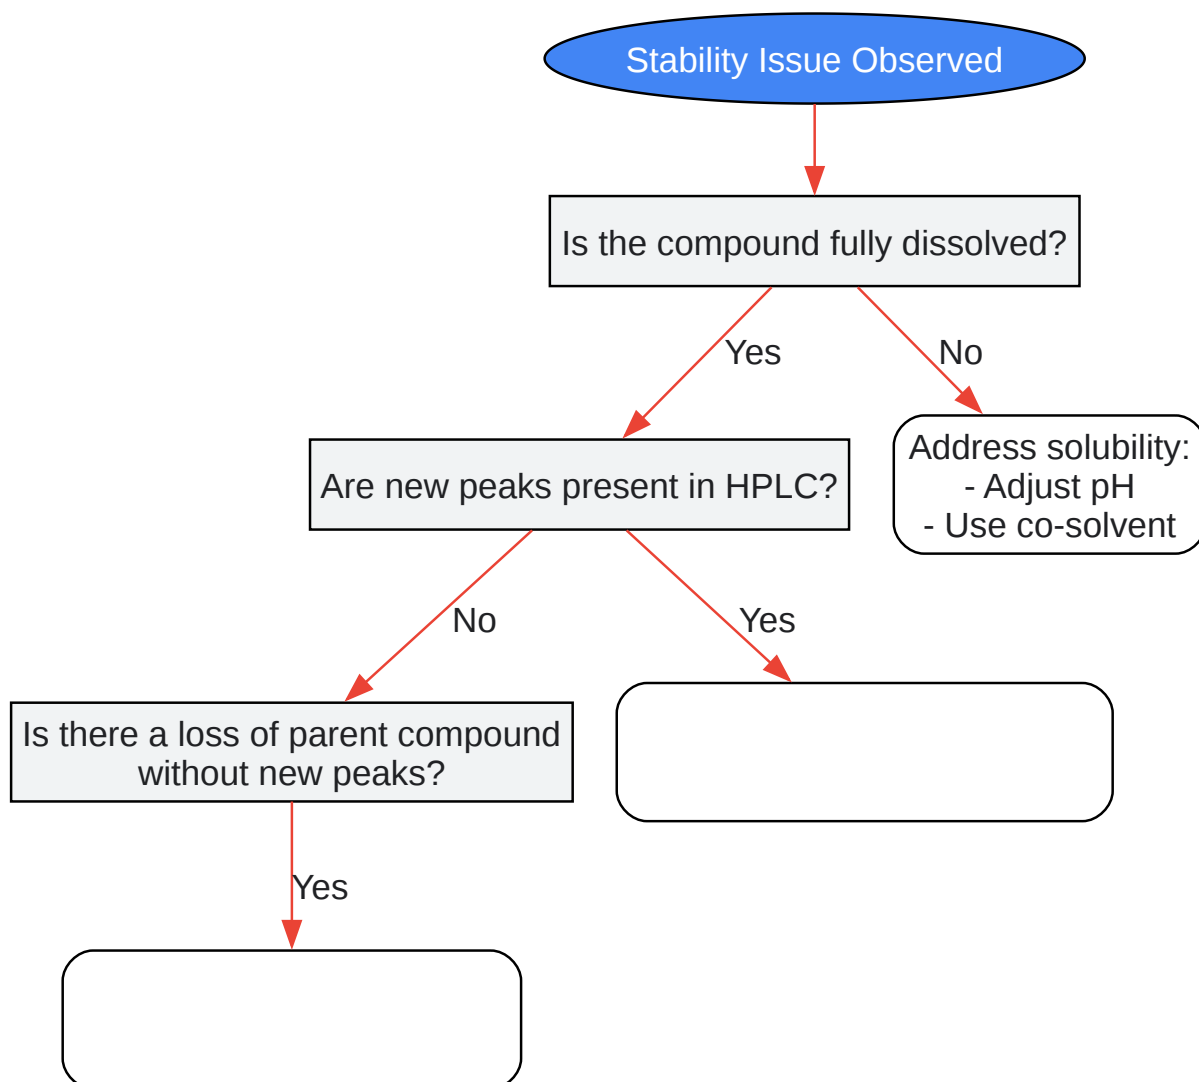 Stability Issue Observed
Is the compound fully dissolved?
Yes
No
Are new peaks present in HPLC?
Address solubility:
- Adjust pH
- Use co-solvent
No
Yes
Is there a loss of parent compound
without new peaks?
Yes